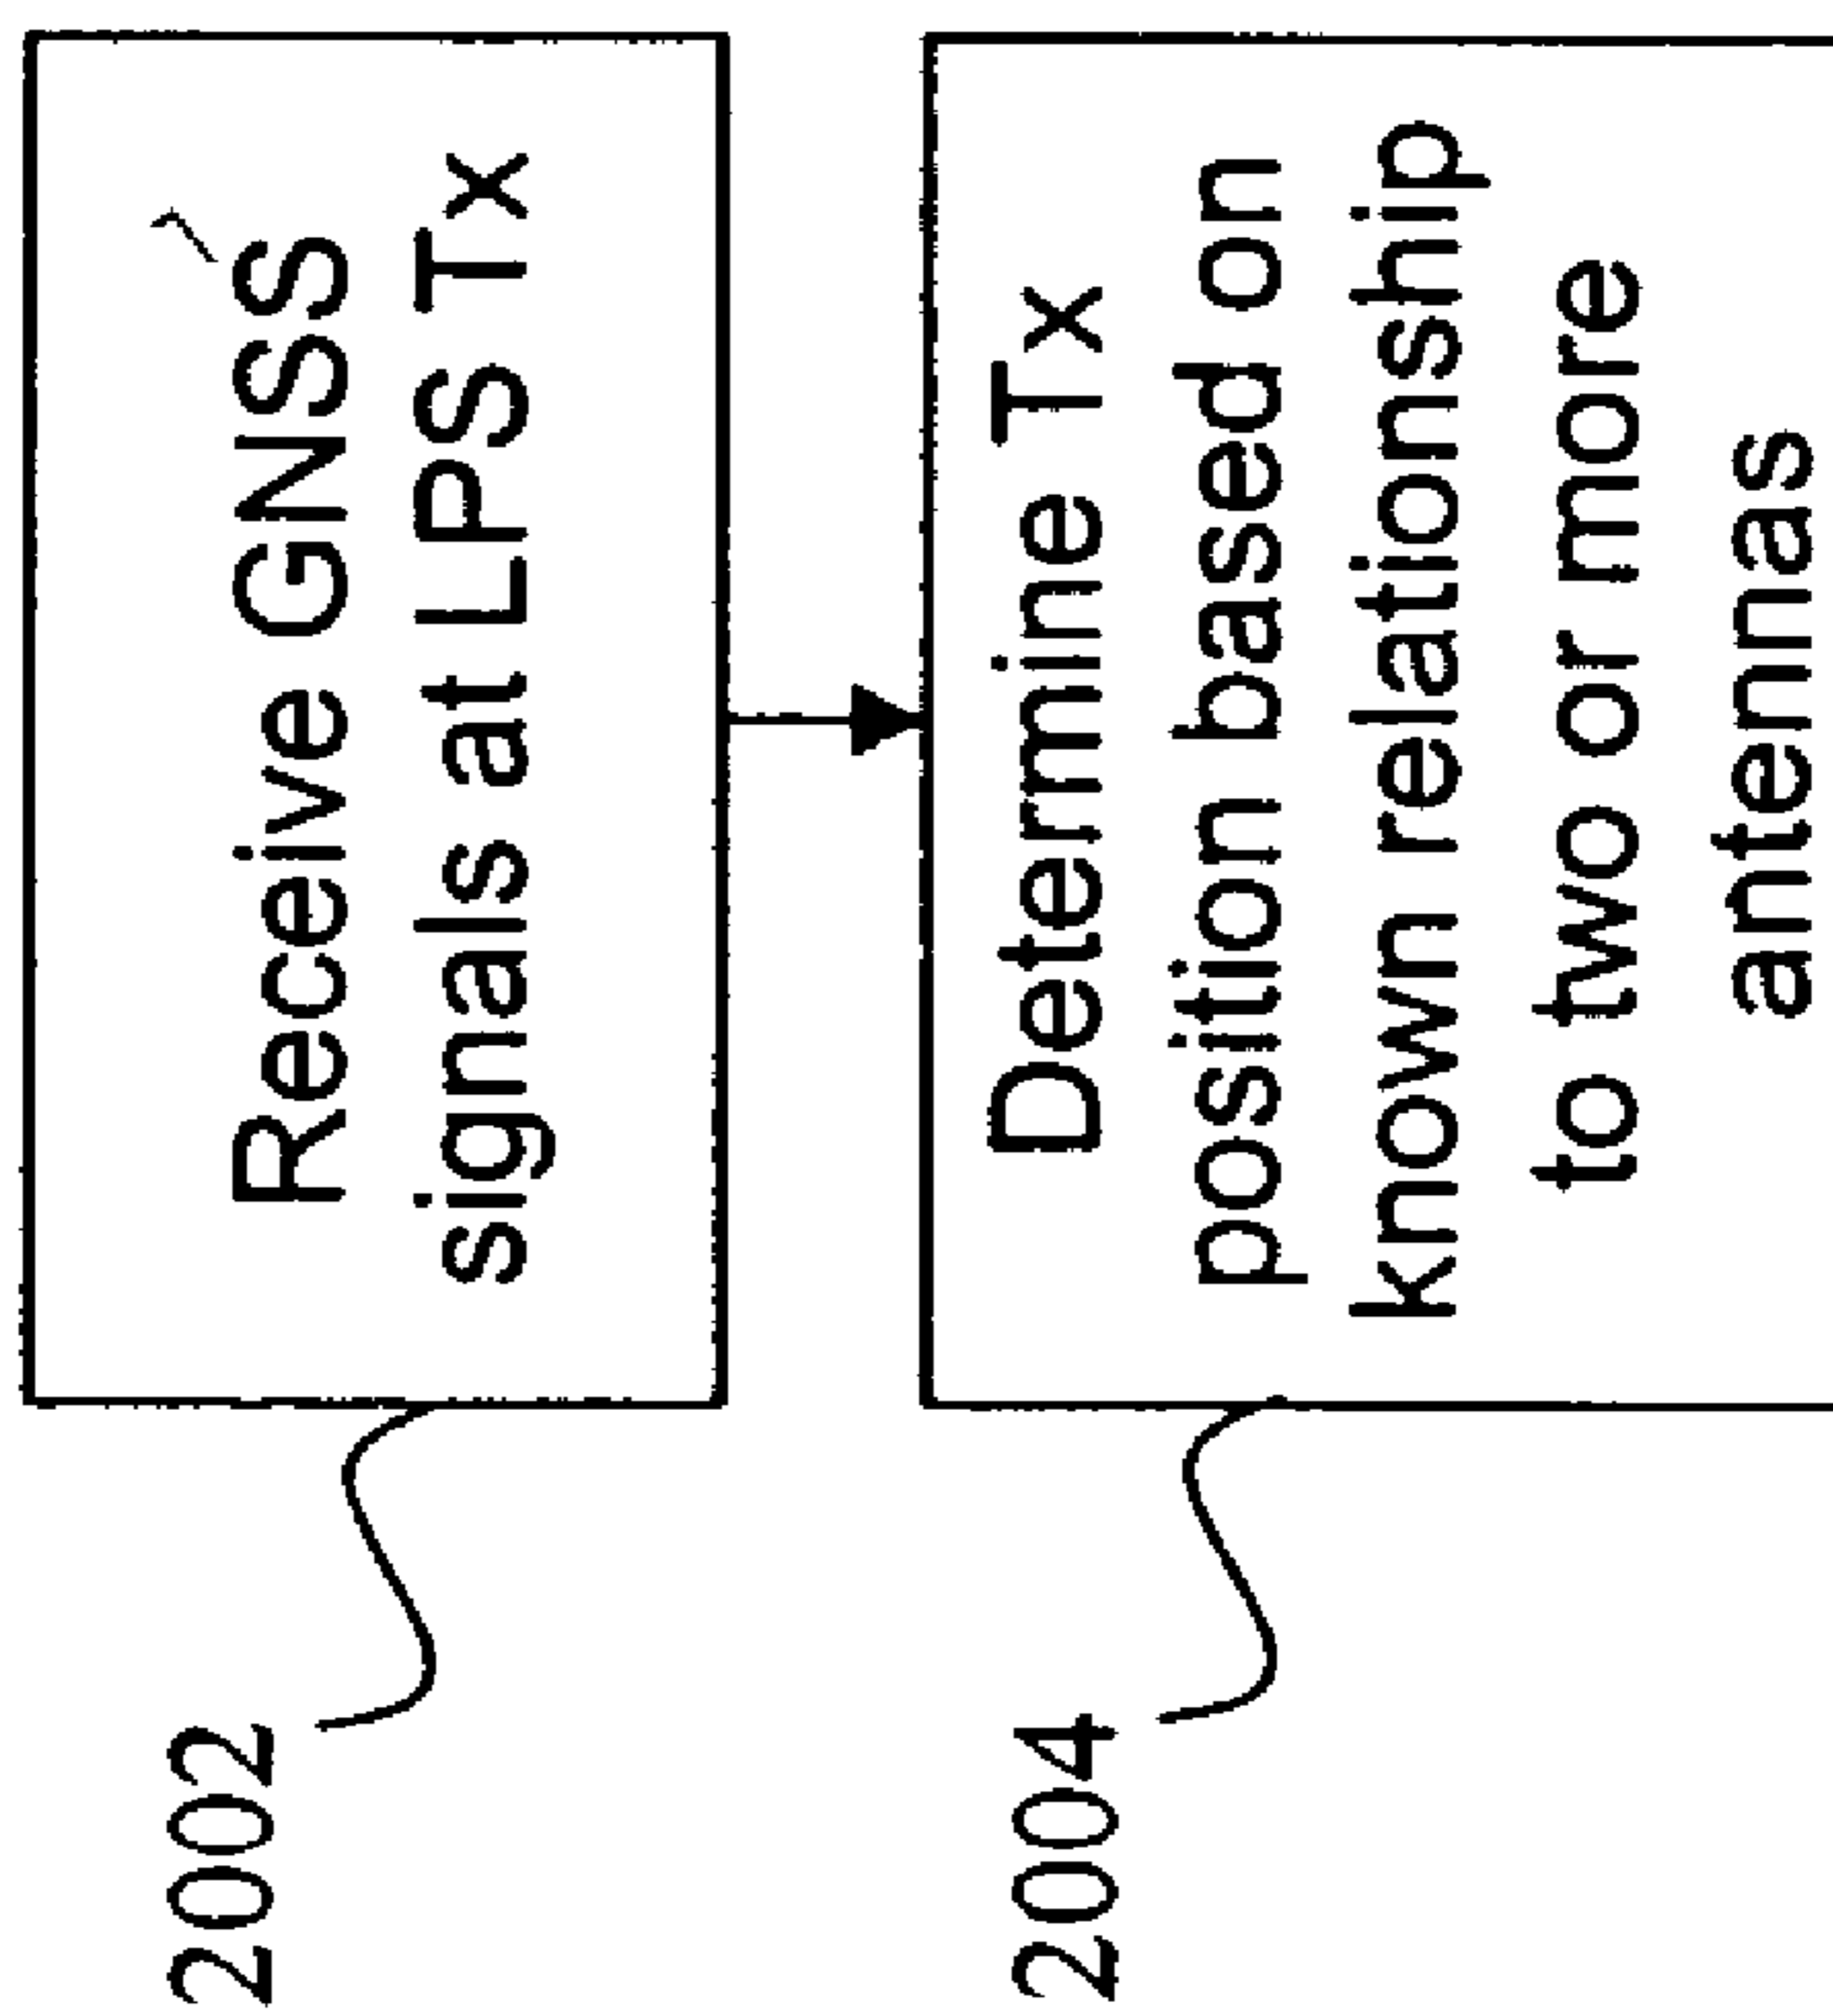 2002
Receive GNSS
signals at LPS Tx
2004
Determine Tx
position based on
known relationship
to two or more
antennas